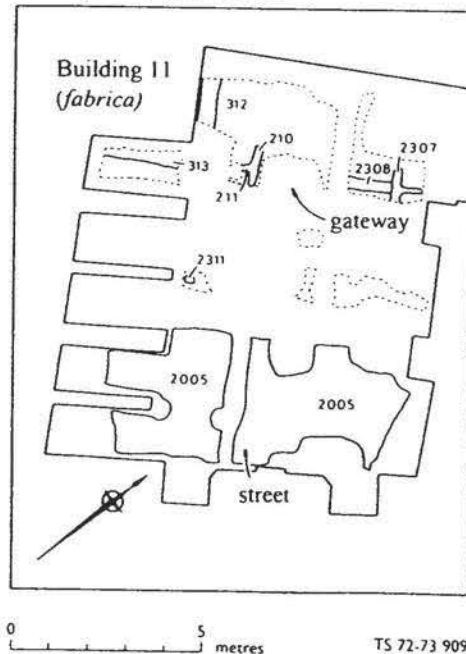 Building 11
(fabrica)
312
210
2307
313
2308
211
gateway
2311
2005
2005
street
0 5 metres
TS 72-73 909